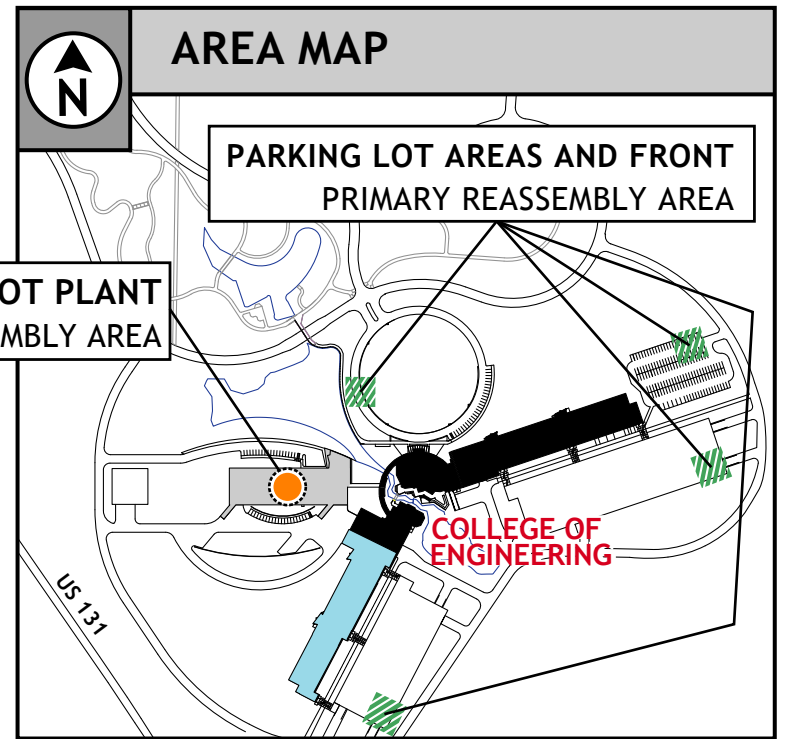 N
AREA MAP
PARKING LOT AREAS AND FRONT
PRIMARY REASSEMBLY AREA
OT PLANT
MBLY AREA
COLLEGE OF
ENGINEERING
US 131